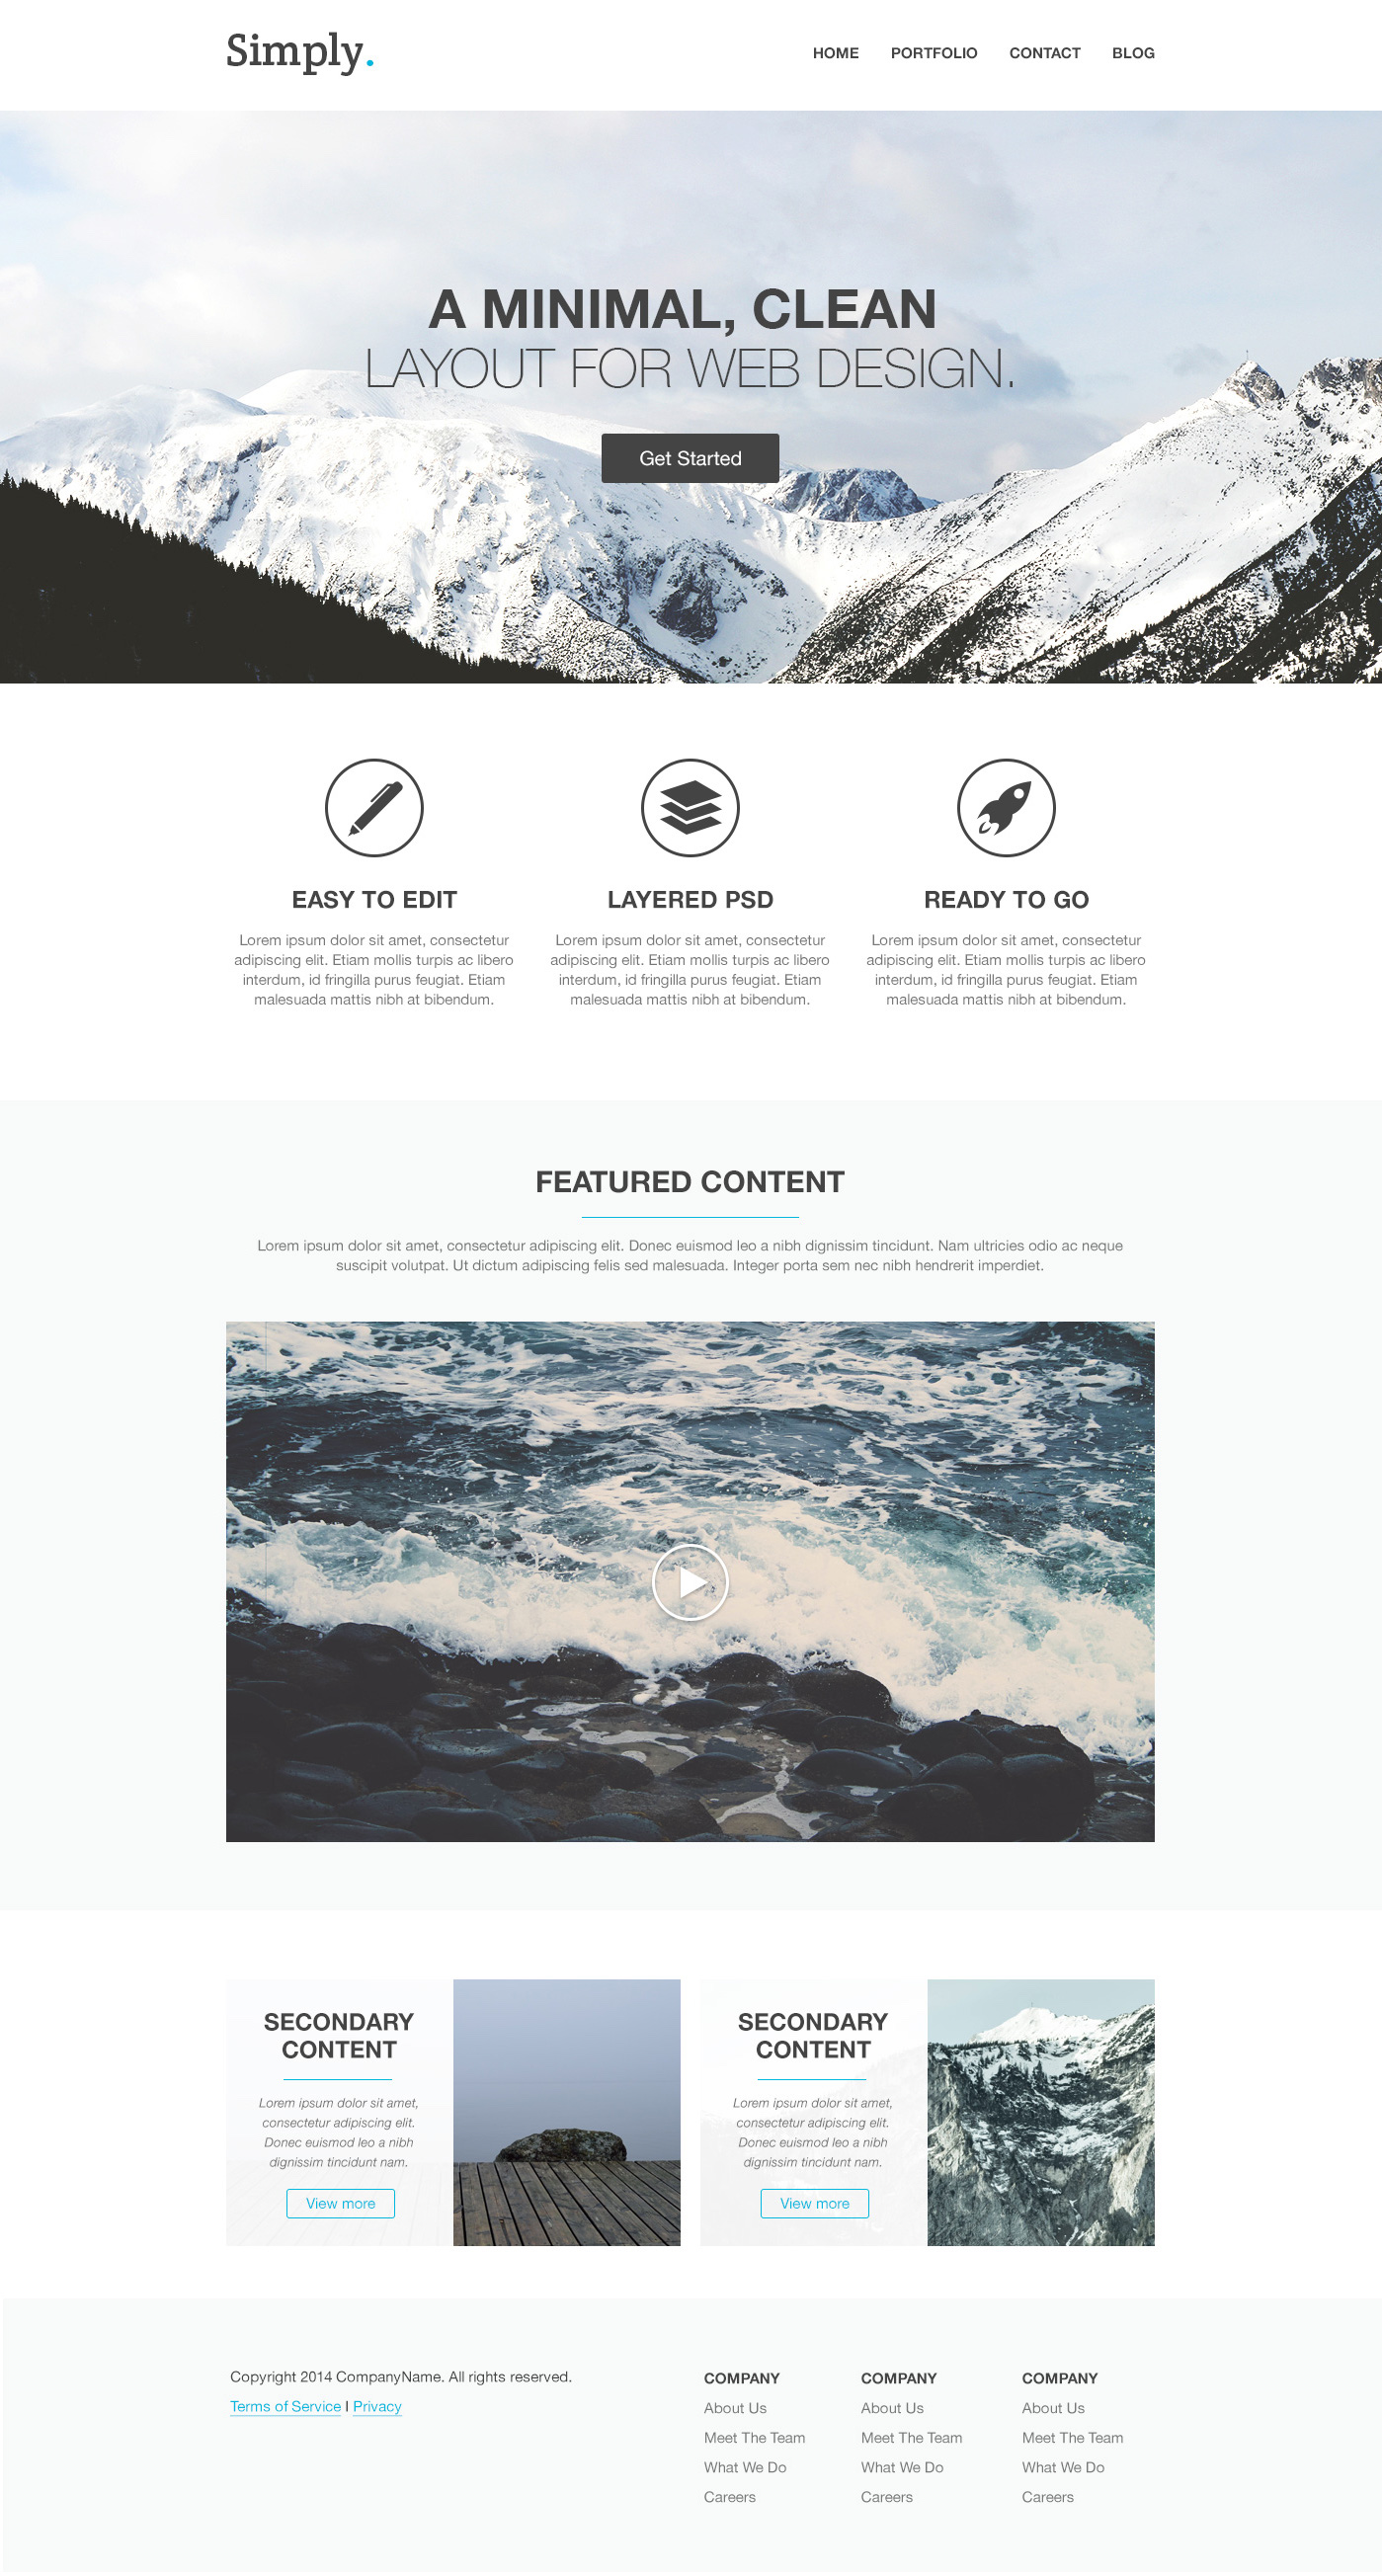 Simply.
HOME PORTFOLIO CONTACT BLOG
A MINIMAL, CLEAN
LAYOUT FOR WEB DESIGN.
Get Started
EASY TO EDIT
Lorem ipsum dolor sit amet, consectetur
adipiscing elit. Etiam mollis turpis ac libero
interdum, id fringilla purus feugiat. Etiam
malesuada mattis nibh at bibendum.
LAYERED PSD
Lorem ipsum dolor sit amet, consectetur
adipiscing elit. Etiam mollis turpis ac libero
interdum, id fringilla purus feugiat. Etiam
malesuada mattis nibh at bibendum.
READY TO GO
Lorem ipsum dolor sit amet, consectetur
adipiscing elit. Etiam mollis turpis ac libero
interdum, id fringilla purus feugiat. Etiam
malesuada mattis nibh at bibendum.
FEATURED CONTENT
Lorem ipsum dolor sit amet, consectetur adipiscing elit. Donec euismod leo a nibh dignissim tincidunt. Nam ultricies odio ac neque
suscipit volutpat. Ut dictum adipiscing felis sed malesuada. Integer porta sem nec nibh hendrerit imperdiet.
SECONDARY
CONTENT
Lorem ipsum dolor sit amet,
consectetur adipiscing elit.
Donec euismod leo a nibh
dignissim tincidunt nam.
View more
SECONDARY
CONTENT
Lorem ipsum dolor sit amet,
consectetur adipiscing elit.
Donec euismod leo a nibh
dignissim tincidunt nam.
View more
Copyright 2014 CompanyName. All rights reserved.
Terms of Service | Privacy
COMPANY
About Us
Meet The Team
What We Do
Careers
COMPANY
About Us
Meet The Team
What We Do
Careers
COMPANY
About Us
Meet The Team
What We Do
Careers